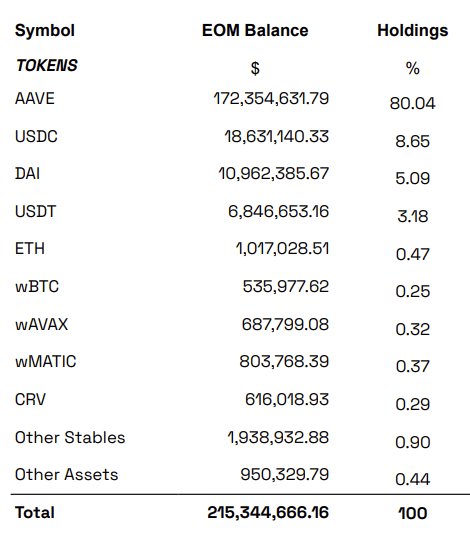 Symbol EOM Balance Holdings
TOKENS $ %
AAVE 172,354,631.79 80.04
USDC 18,631,140.33 8.65
DAI 10,962,385.67 5.09
USDT 6,846,653.16 3.18
ETH 1,017,028.51 0.47
wBTC 535,977.62 0.25
wAVAX 687,799.08 0.32
wMATIC 803,768.39 0.37
CRV 616,018.93 0.29
Other Stables 1,938,932.88 0.90
Other Assets 950,329.79 0.44
Total 215,344,666.16 100